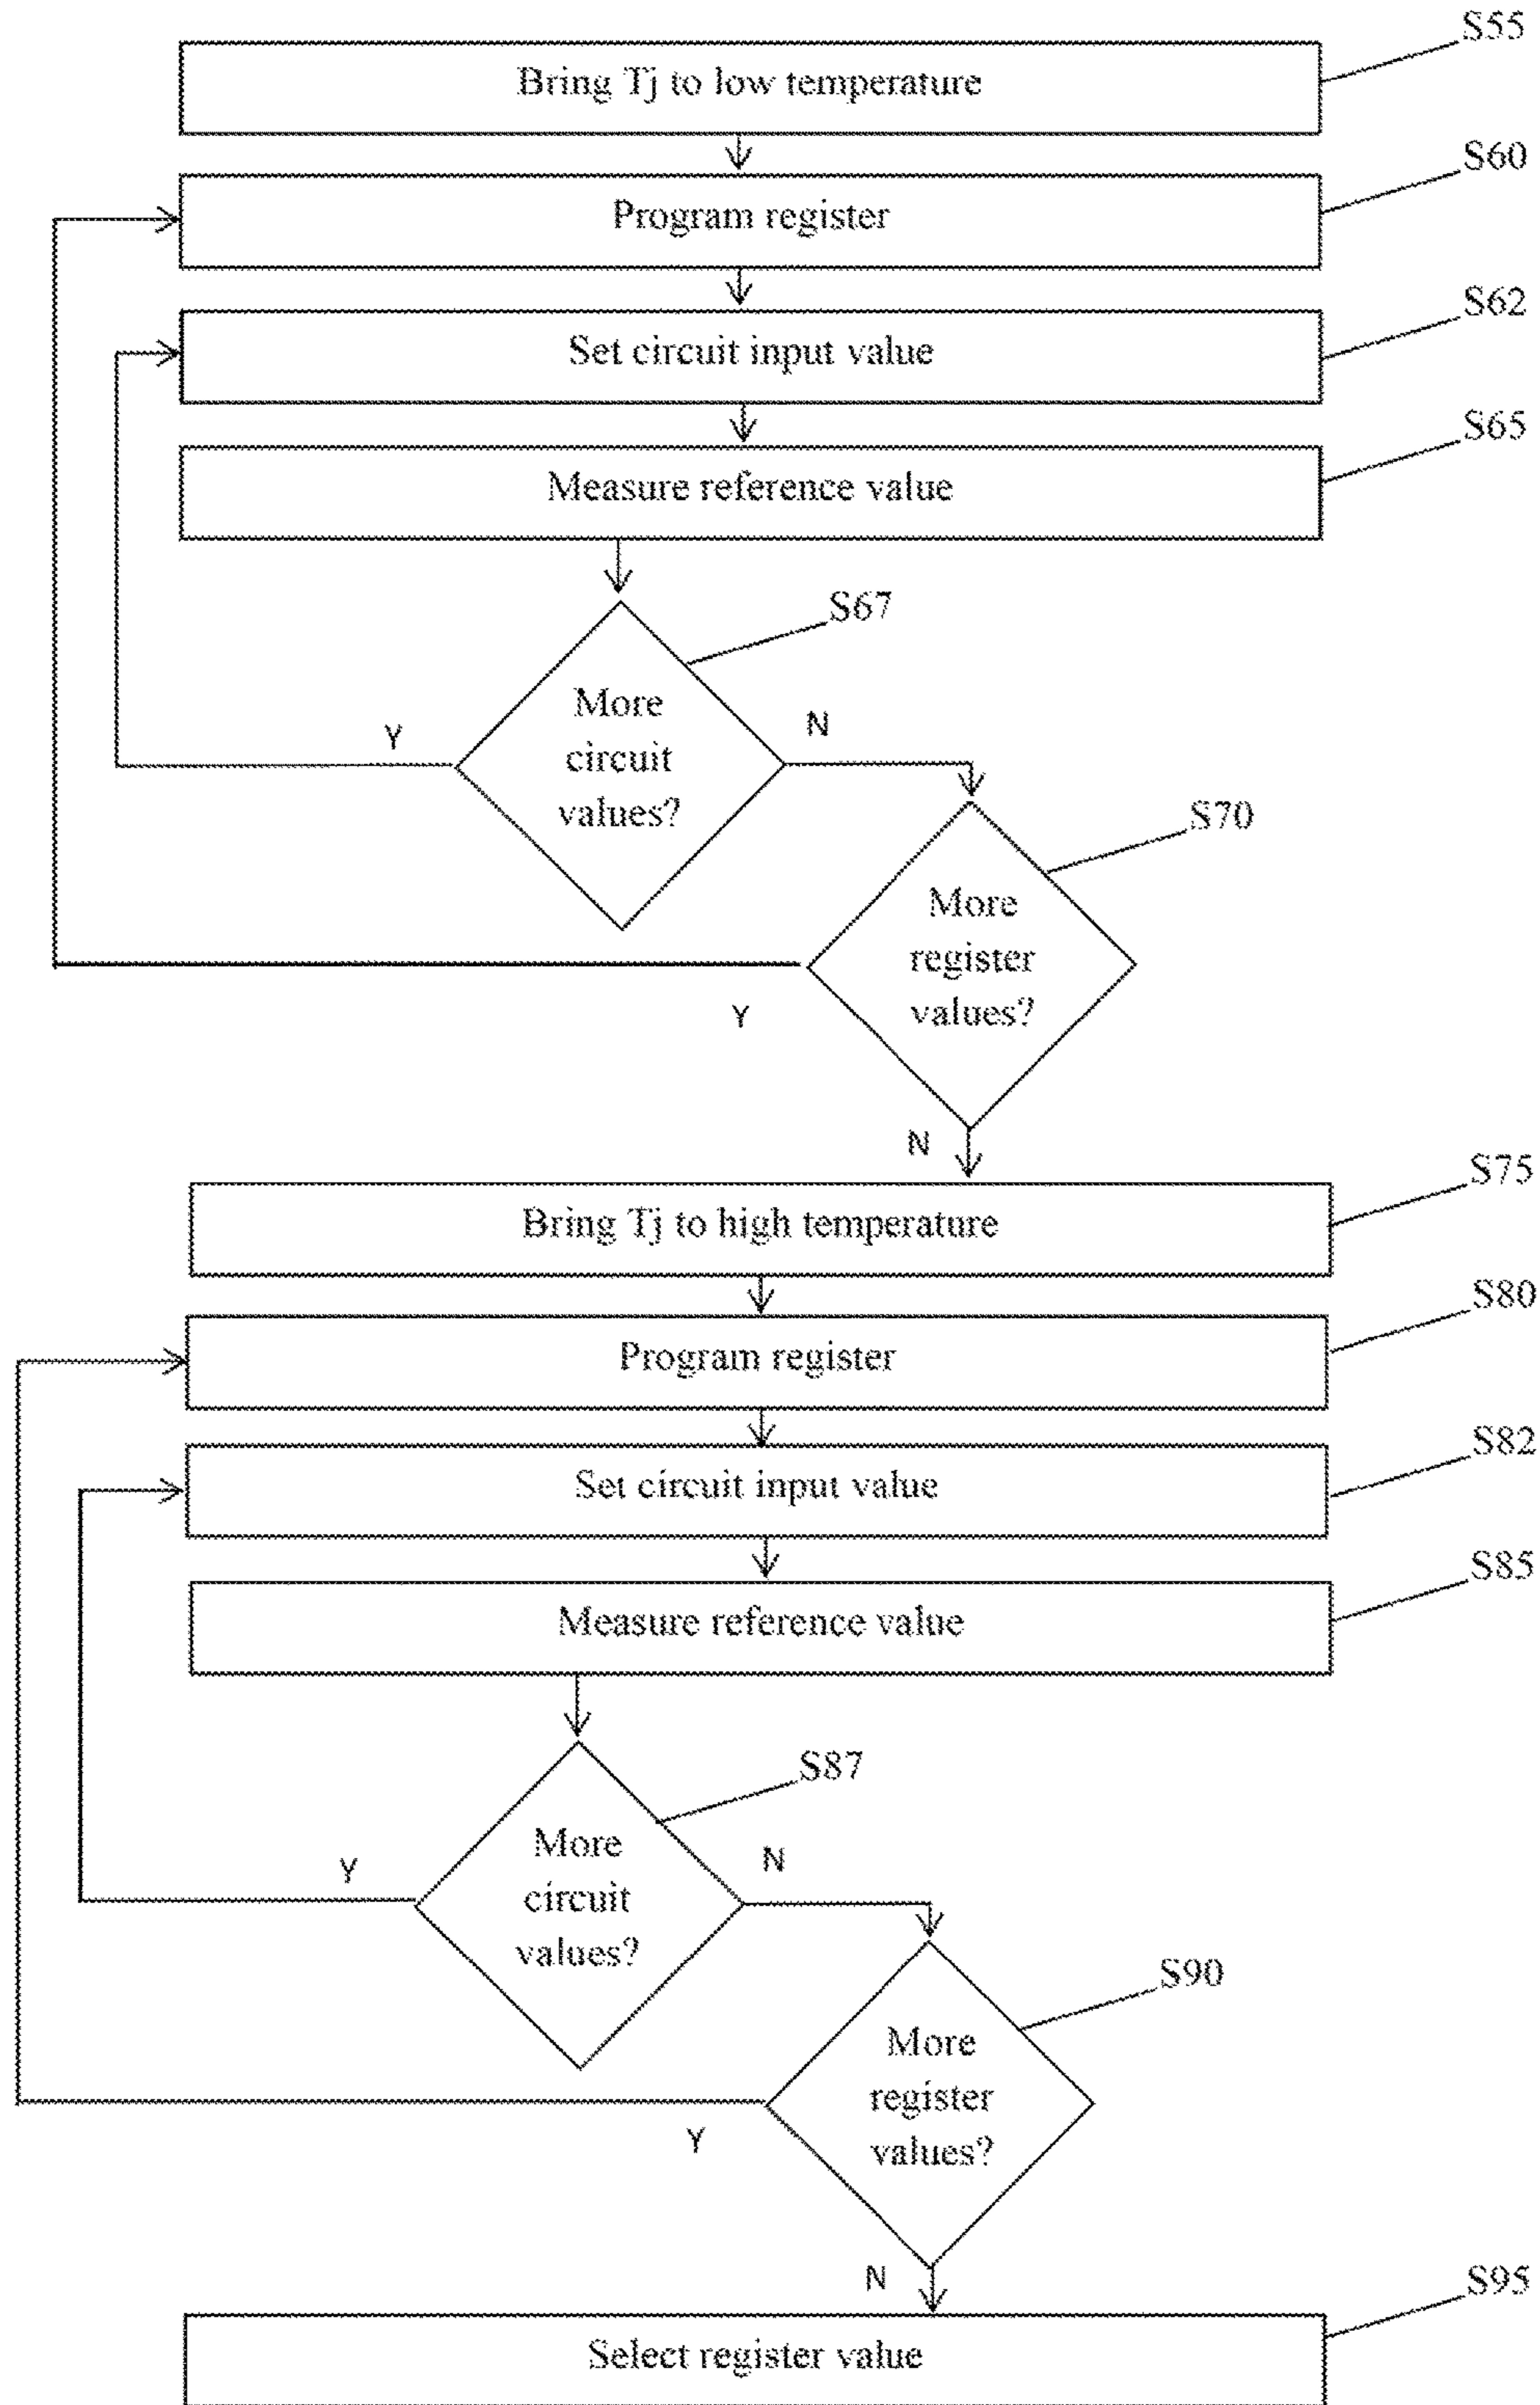 S55
Bring Tj to low temperature
S60
Program register
S62
Set circuit input value
S65
Measure reference value
S67
More
circuit
values?
Y
N
S70
More
register
values?
Y
N
S75
Bring Tj to high temperature
S80
Program register
S82
Set circuit input value
S85
Measure reference value
S87
More
circuit
values?
Y
N
S90
More
register
values?
Y
N
S95
Select register value